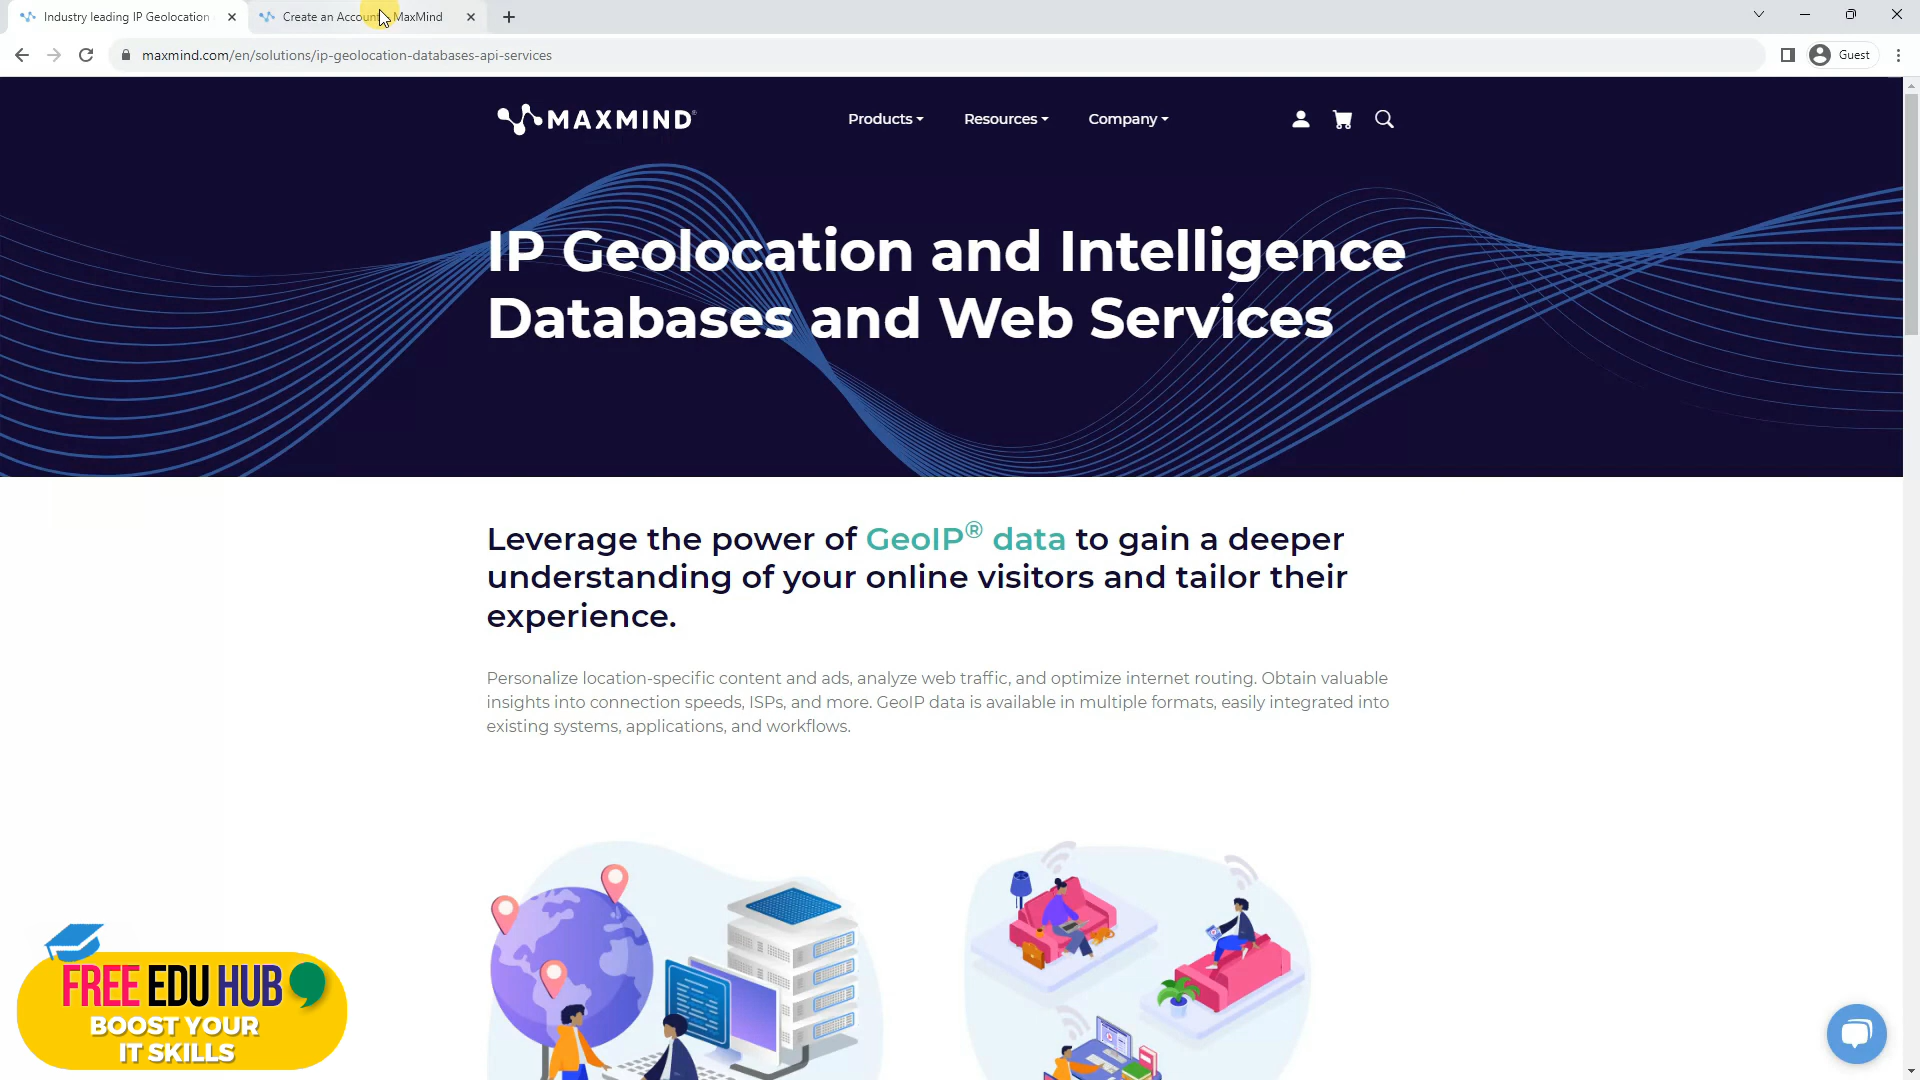 Industry leading IP Geolocation
Create an Account MaxMind
maxmind.com/en/solutions/ip-geolocation-databases-api-services
Guest
MAXMIND
Products
Resources
Company
IP Geolocation and Intelligence
Databases and Web Services
Leverage the power of GeoIP® data to gain a deeper
understanding of your online visitors and tailor their
experience.
Personalize location-specific content and ads, analyze web traffic, and optimize internet routing. Obtain valuable
insights into connection speeds, ISPs, and more. GeoIP data is available in multiple formats, easily integrated into
existing systems, applications, and workflows.
FREE EDU HUB
BOOST YOUR
IT SKILLS